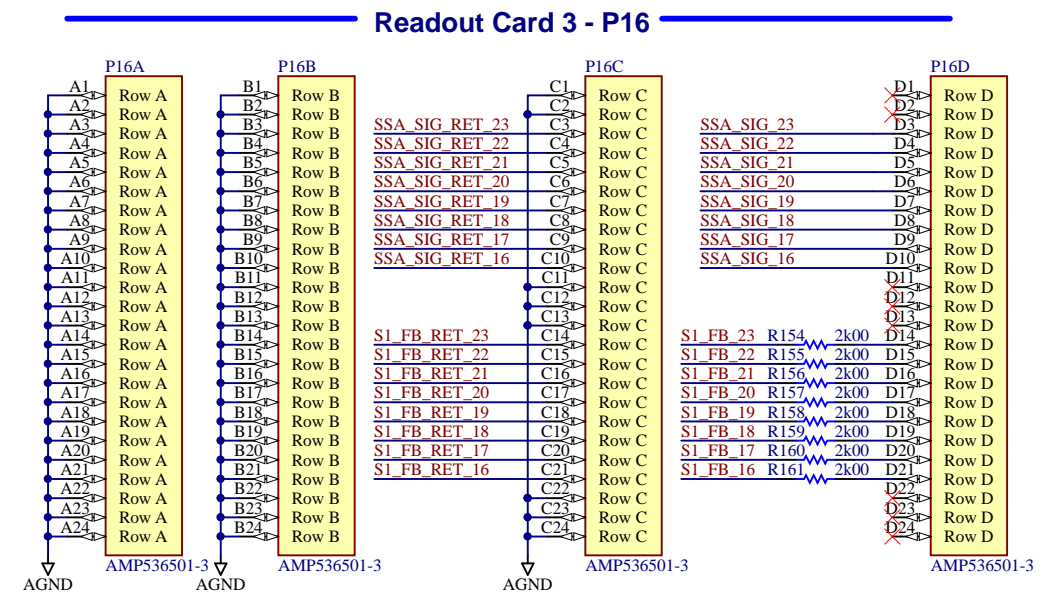 Readout Card 3 - P16
P16A P16B P16C P16D
A1 Row A B1 Row B C1 Row C D1 Row D
A2 Row A B2 Row B C2 Row C D2 Row D
A3 Row A B3 Row B SSA_SIG_RET_23 C3 Row C SSA_SIG_23 D3 Row D
A4 Row A B4 Row B SSA_SIG_RET_22 C4 Row C SSA_SIG_22 D4 Row D
A5 Row A B5 Row B SSA_SIG_RET_21 C5 Row C SSA_SIG_21 D5 Row D
A6 Row A B6 Row B SSA_SIG_RET_20 C6 Row C SSA_SIG_20 D6 Row D
A7 Row A B7 Row B SSA_SIG_RET_19 C7 Row C SSA_SIG_19 D7 Row D
A8 Row A B8 Row B SSA_SIG_RET_18 C8 Row C SSA_SIG_18 D8 Row D
A9 Row A B9 Row B SSA_SIG_RET_17 C9 Row C SSA_SIG_17 D9 Row D
A10 Row A B10 Row B SSA_SIG_RET_16 C10 Row C SSA_SIG_16 D10 Row D
A11 Row A B11 Row B C11 Row C D11 Row D
A12 Row A B12 Row B C12 Row C D12 Row D
A13 Row A B13 Row B C13 Row C D13 Row D
A14 Row A B14 Row B S1_FB_RET_23 C14 Row C S1_FB_23 R154 2k00 D14 Row D
A15 Row A B15 Row B S1_FB_RET_22 C15 Row C S1_FB_22 R155 2k00 D15 Row D
A16 Row A B16 Row B S1_FB_RET_21 C16 Row C S1_FB_21 R156 2k00 D16 Row D
A17 Row A B17 Row B S1_FB_RET_20 C17 Row C S1_FB_20 R157 2k00 D17 Row D
A18 Row A B18 Row B S1_FB_RET_19 C18 Row C S1_FB_19 R158 2k00 D18 Row D
A19 Row A B19 Row B S1_FB_RET_18 C19 Row C S1_FB_18 R159 2k00 D19 Row D
A20 Row A B20 Row B S1_FB_RET_17 C20 Row C S1_FB_17 R160 2k00 D20 Row D
A21 Row A B21 Row B S1_FB_RET_16 C21 Row C S1_FB_16 R161 2k00 D21 Row D
A22 Row A B22 Row B C22 Row C D22 Row D
A23 Row A B23 Row B C23 Row C D23 Row D
A24 Row A B24 Row B C24 Row C D24 Row D
AMP536501-3 AMP536501-3 AMP536501-3 AMP536501-3
AGND AGND AGND